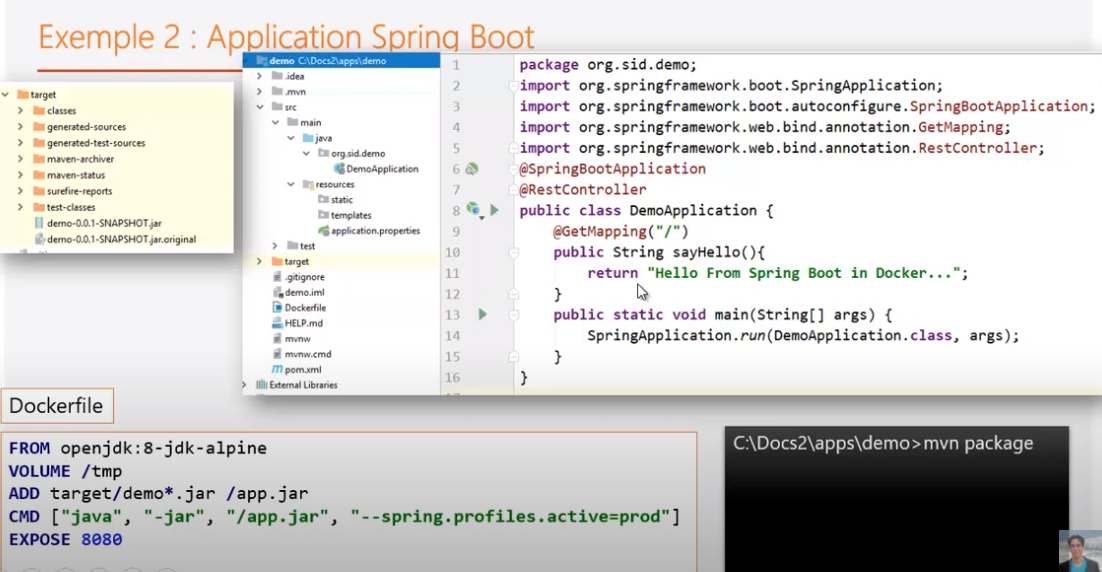 Exemple 2 : Application Spring Boot
target
classes
generated-sources
generated-test-sources
maven-archiver
maven-status
surefire-reports
test-classes
demo-0.0.1-SNAPSHOT.jar
demo-0.0.1-SNAPSHOT.jar.original
demo C:\Docs2\apps\demo
.idea
.mvn
src
main
java
org.sid.demo
DemoApplication
resources
static
templates
application.properties
test
target
.gitignore
demo.iml
Dockerfile
HELP.md
mvnw
mvnw.cmd
pom.xml
External Libraries
1 package org.sid.demo;
2 import org.springframework.boot.SpringApplication;
3 import org.springframework.boot.autoconfigure.SpringBootApplication;
4 import org.springframework.web.bind.annotation.GetMapping;
5 import org.springframework.web.bind.annotation.RestController;
6 @SpringBootApplication
7 @RestController
8 public class DemoApplication {
9 @GetMapping("/")
10 public String sayHello(){
11 return "Hello From Spring Boot in Docker...";
12 }
13 public static void main(String[] args) {
14 SpringApplication.run(DemoApplication.class, args);
15 }
16 }
Dockerfile
FROM openjdk:8-jdk-alpine
VOLUME /tmp
ADD target/demo*.jar /app.jar
CMD ["java", "-jar", "/app.jar", "--spring.profiles.active=prod"]
EXPOSE 8080
C:\Docs2\apps\demo>mvn package